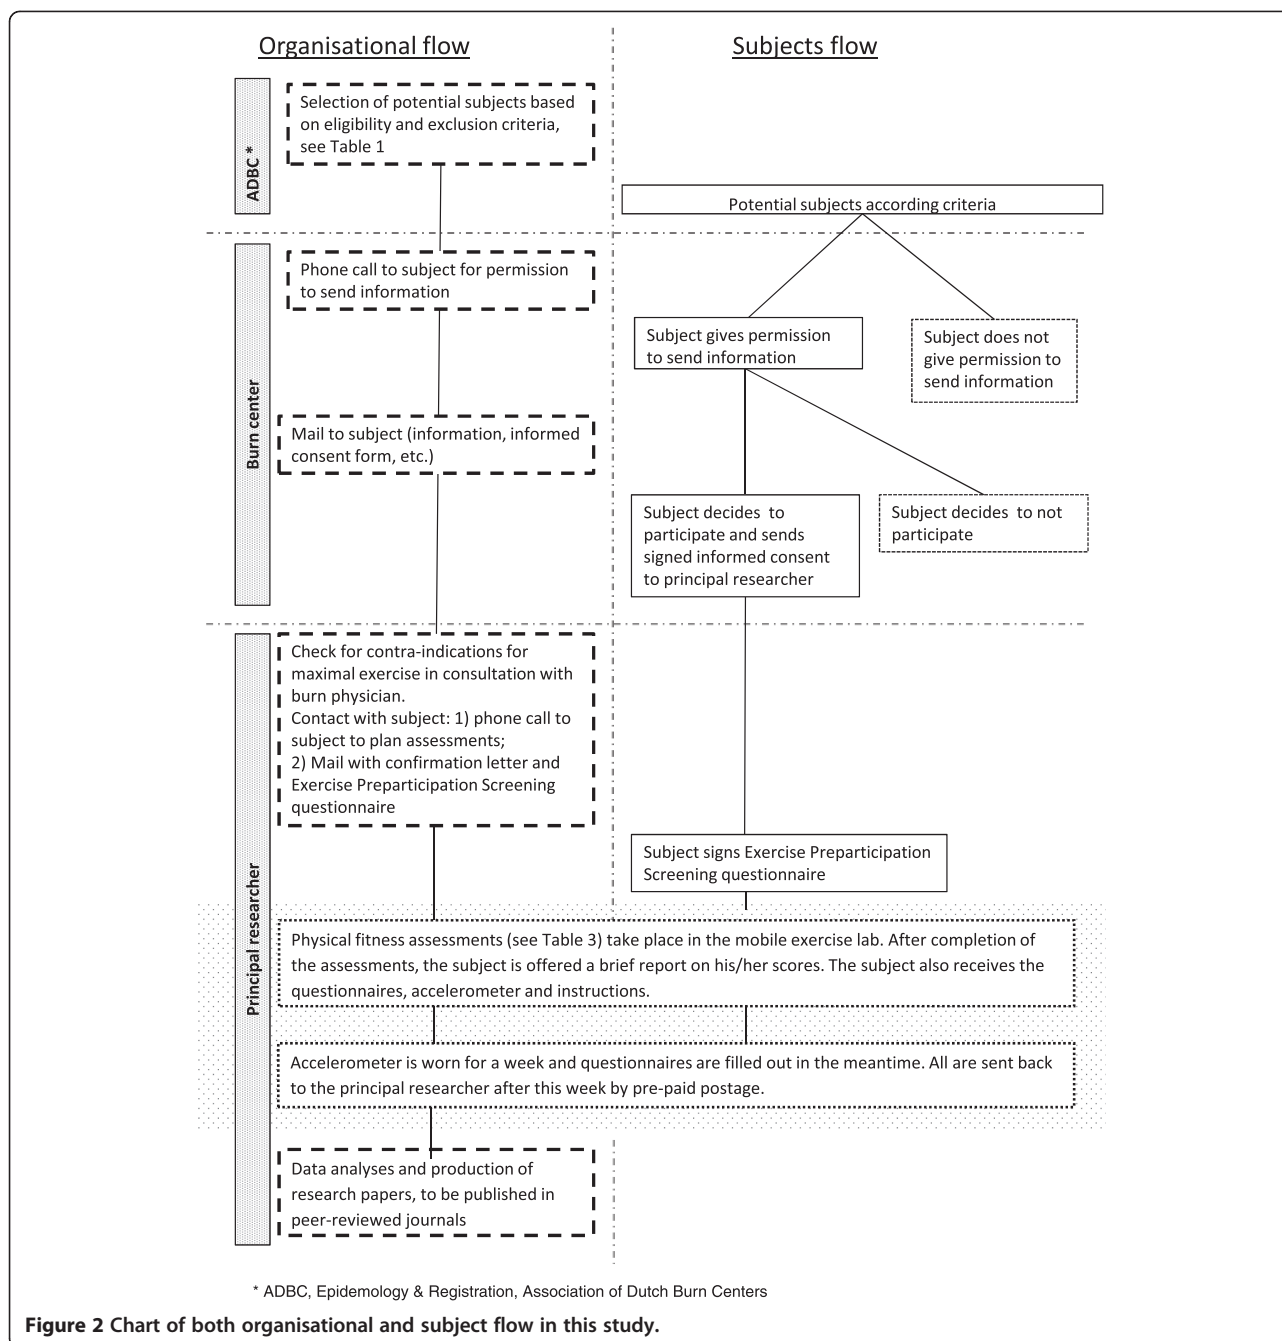 Organisational flow
Subjects flow
ADBC *
Selection of potential subjects based
on eligibility and exclusion criteria,
see Table 1
Potential subjects according criteria
Burn center
Phone call to subject for permission
to send information
Subject gives permission
to send information
Subject does not
give permission to
send information
Mail to subject (information, informed
consent form, etc.)
Subject decides  to
participate and sends
signed informed consent
to principal researcher
Subject decides  to not
participate
Principal researcher
Check for contra-indications for
maximal exercise in consultation with
burn physician.
Contact with subject: 1) phone call to
subject to plan assessments;
2) Mail with confirmation letter and
Exercise Preparticipation Screening
questionnaire
Subject signs Exercise Preparticipation
Screening questionnaire
Physical fitness assessments (see Table 3) take place in the mobile exercise lab. After completion of
the assessments, the subject is offered a brief report on his/her scores. The subject also receives the
questionnaires, accelerometer and instructions.
Accelerometer is worn for a week and questionnaires are filled out in the meantime. All are sent back
to the principal researcher after this week by pre-paid postage.
Data analyses and production of
research papers, to be published in
peer-reviewed journals
* ADBC, Epidemology & Registration, Association of Dutch Burn Centers
Figure 2 Chart of both organisational and subject flow in this study.